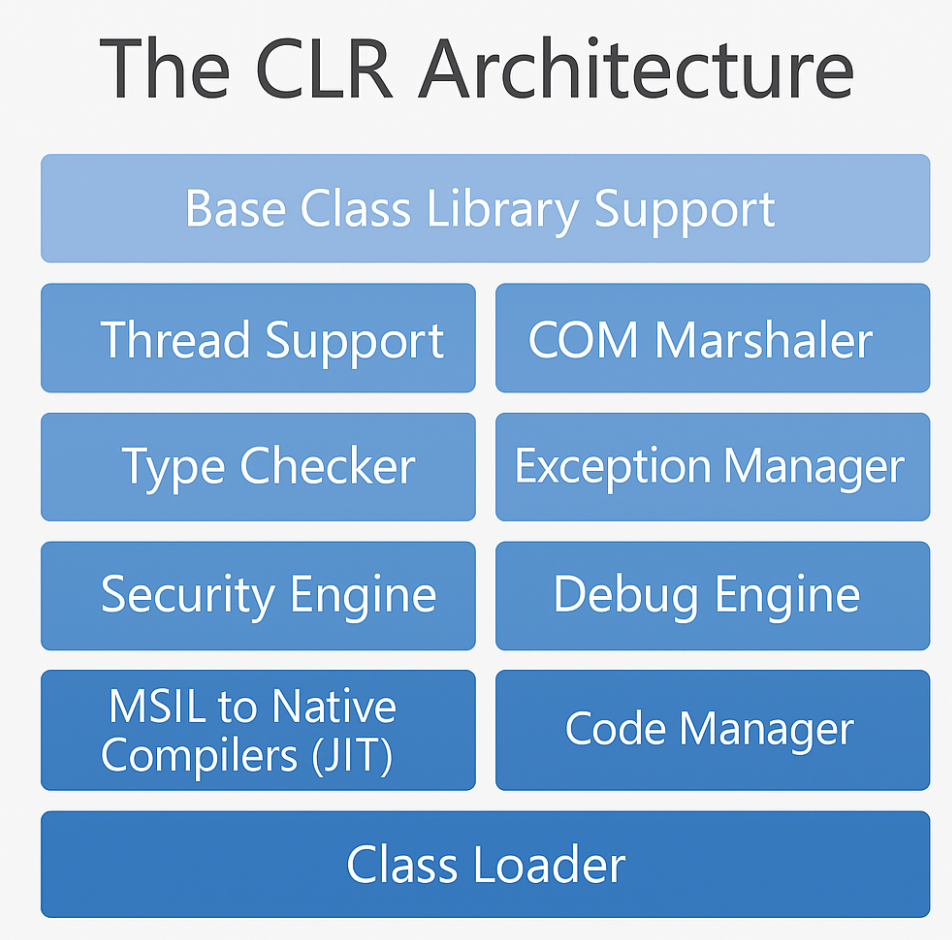 The CLR Architecture
Base Class Library Support
Thread Support
COM Marshaler
Type Checker
Exception Manager
Security Engine
Debug Engine
MSIL to Native
Compilers (JIT)
Code Manager
Class Loader